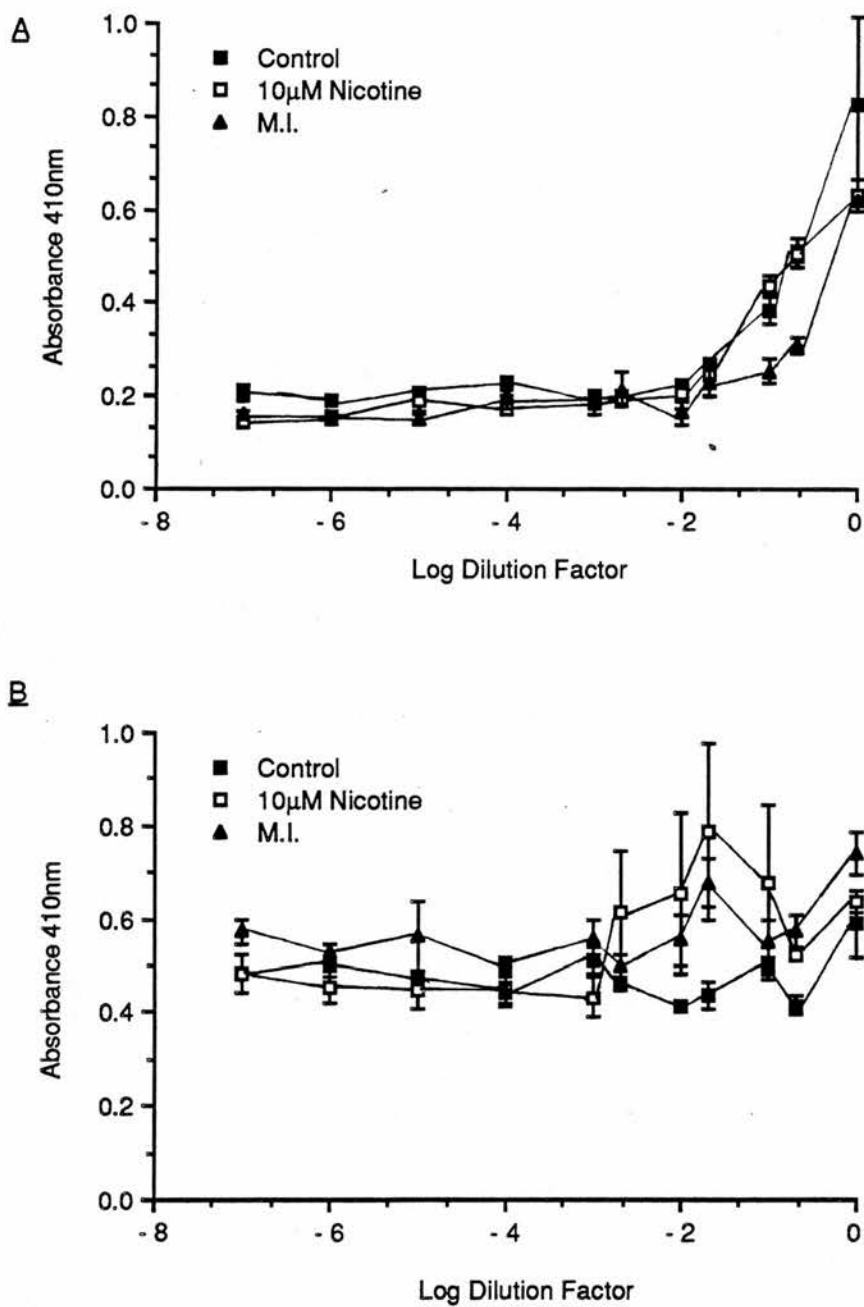 A
1.0
0.8
0.6
0.4
0.2
0.0
Absorbance 410nm
Control
10µM Nicotine
M.I.
- 8
- 6
- 4
- 2
0
Log Dilution Factor
B
1.0
0.8
0.6
0.4
0.2
0.0
Absorbance 410nm
Control
10µM Nicotine
M.I.
- 8
- 6
- 4
- 2
0
Log Dilution Factor